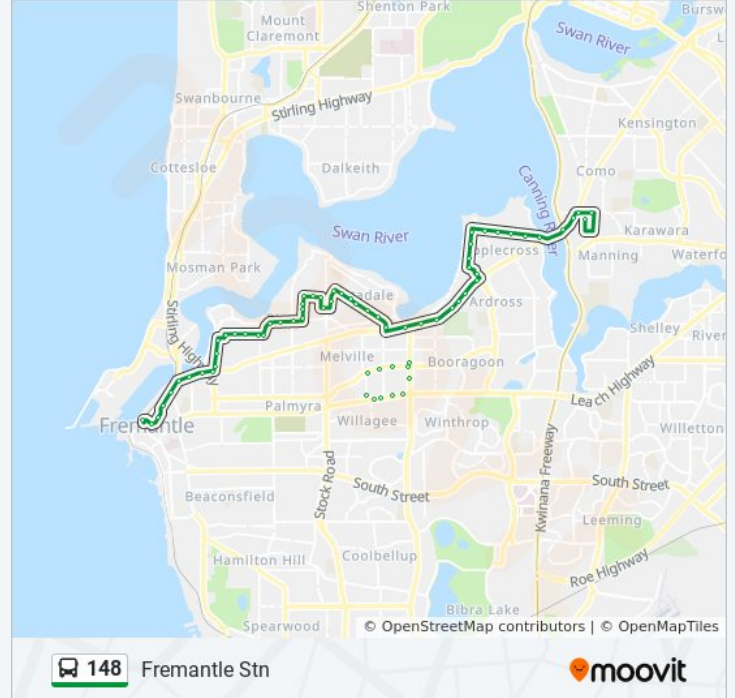 Shenton Park
Mount
Claremont
Swan River
Swanbourne
Stirling Highway
Kensington
Cottesloe
Dalkeith
Como
Canning River
Swan River
Karawara
pplecross
Manning
Waterfo
Mosman Park
adale
Ardross
Stirling Highway
Shelley
River
Melville
Booragoon
Leach Highway
Palmyra
Fremantle
Willagee
Winthrop
Willetton
Stock Road
Kwinana Freeway
South Street
South Street
Beaconsfield
Leeming
Hamilton Hill
Coolbellup
Roe Highway
Bibra Lake
Spearwood
© OpenStreetMap contributors | © OpenMapTiles
148 Fremantle Stn
moovit